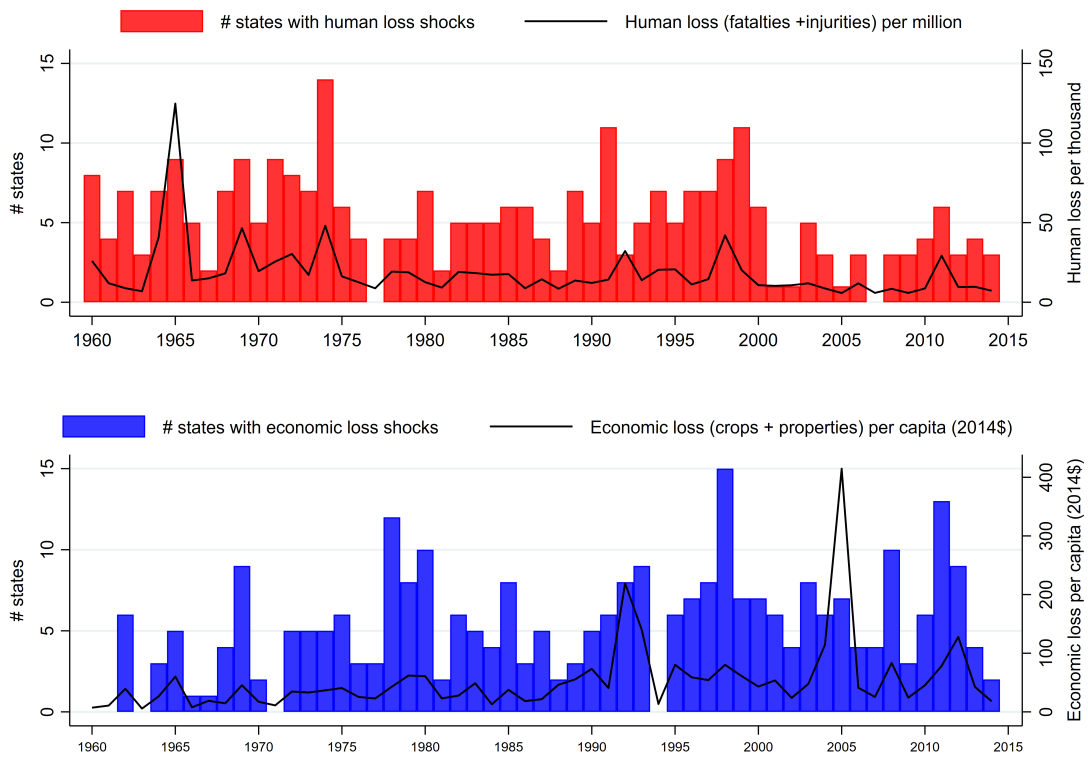 # states with human loss shocks Human loss (fatalties +injurities) per million
15 150
10 100
5 50
0 0
# states
Human loss per thousand
1960 1965 1970 1975 1980 1985 1990 1995 2000 2005 2010 2015
# states with economic loss shocks Economic loss (crops + properties) per capita (2014$)
15 400
300
10
200
5
100
0 0
# states
Economic loss per capita (2014$)
1960 1965 1970 1975 1980 1985 1990 1995 2000 2005 2010 2015